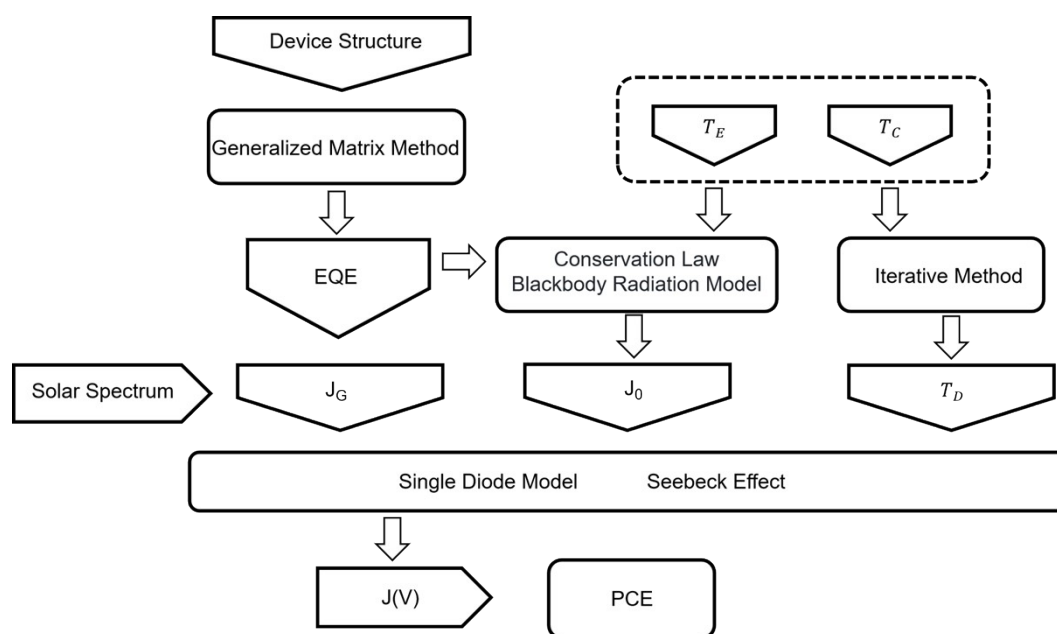 Device Structure
T_E
T_C
Generalized Matrix Method
EQE
Conservation Law
Blackbody Radiation Model
Iterative Method
Solar Spectrum
J_G
J_0
T_D
Single Diode Model Seebeck Effect
J(V)
PCE